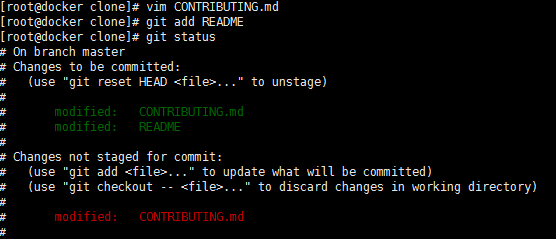 [root@docker clone]# vim CONTRIBUTING.md
[root@docker clone]# git add README
[root@docker clone]# git status
# On branch master
# Changes to be committed:
#   (use "git reset HEAD <file>..." to unstage)
#
#       modified:   CONTRIBUTING.md
#       modified:   README
#
# Changes not staged for commit:
#   (use "git add <file>..." to update what will be committed)
#   (use "git checkout -- <file>..." to discard changes in working directory)
#
#       modified:   CONTRIBUTING.md
#